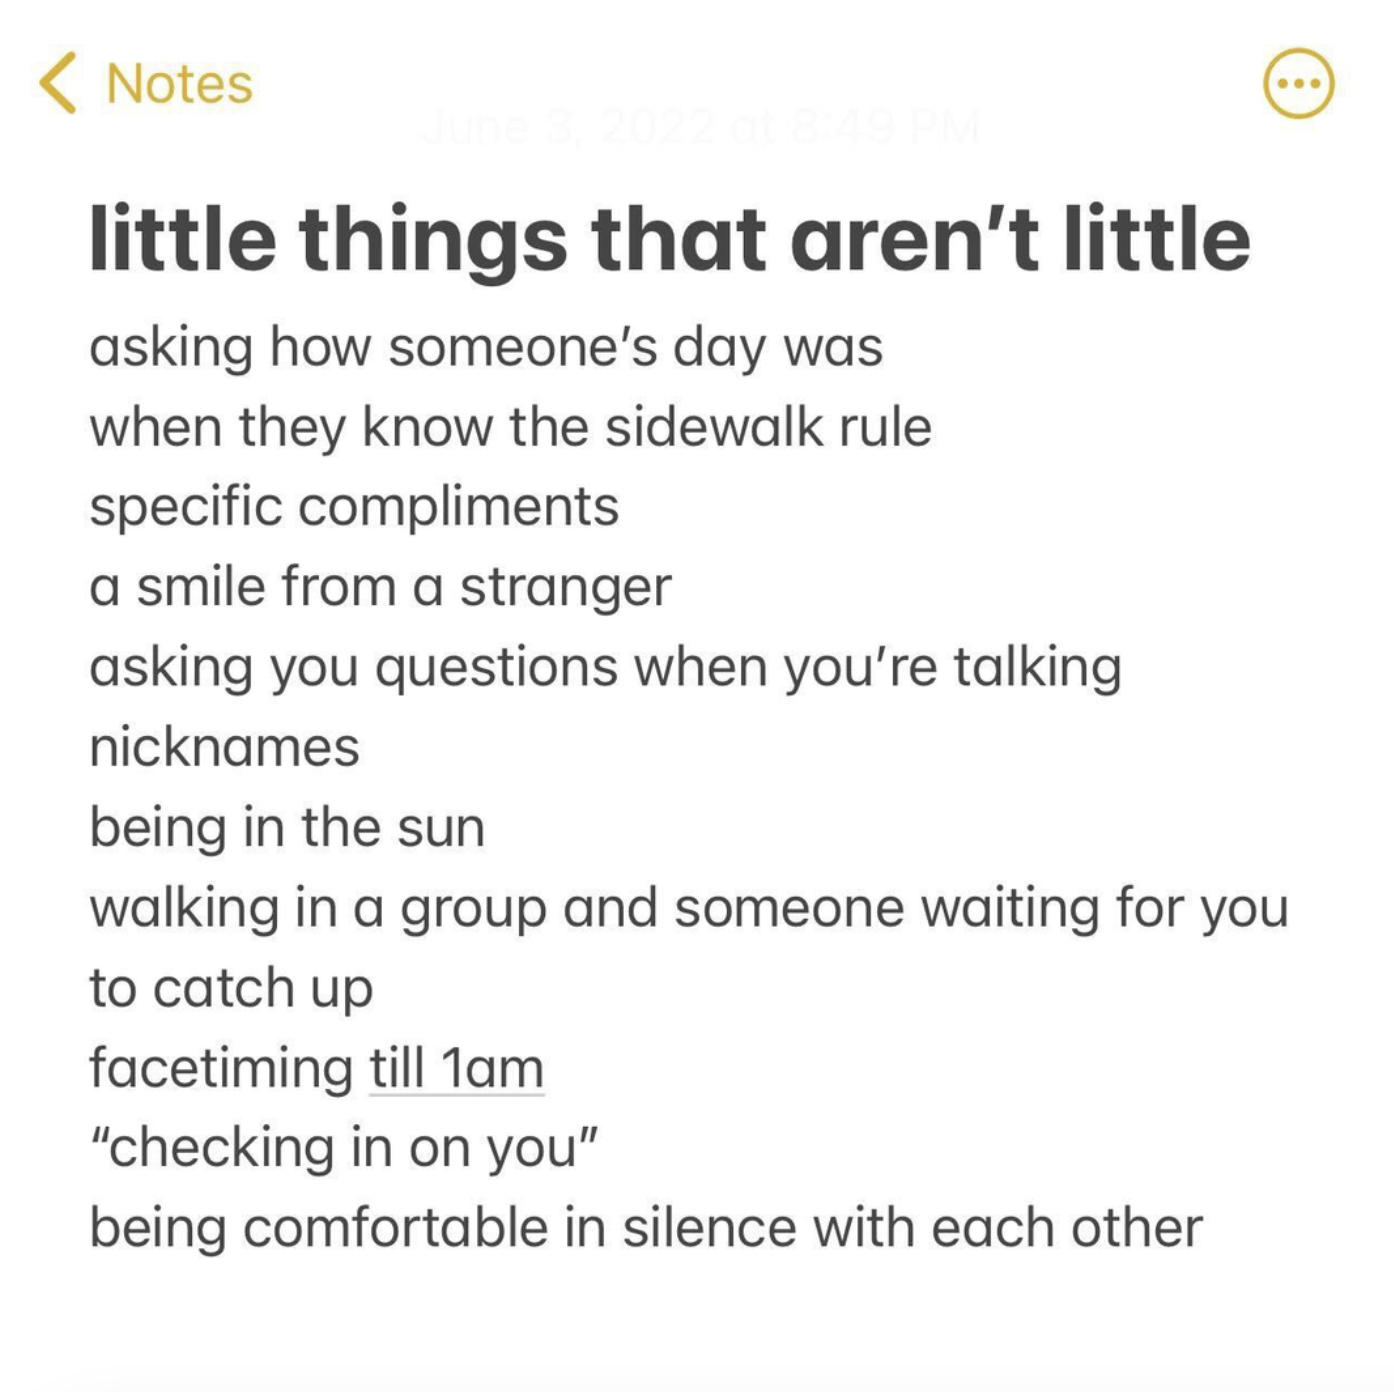 Notes
June 3, 2022 at 8:49 PM
little things that aren’t little
asking how someone’s day was
when they know the sidewalk rule
specific compliments
a smile from a stranger
asking you questions when you’re talking
nicknames
being in the sun
walking in a group and someone waiting for you
to catch up
facetiming till 1am
“checking in on you”
being comfortable in silence with each other